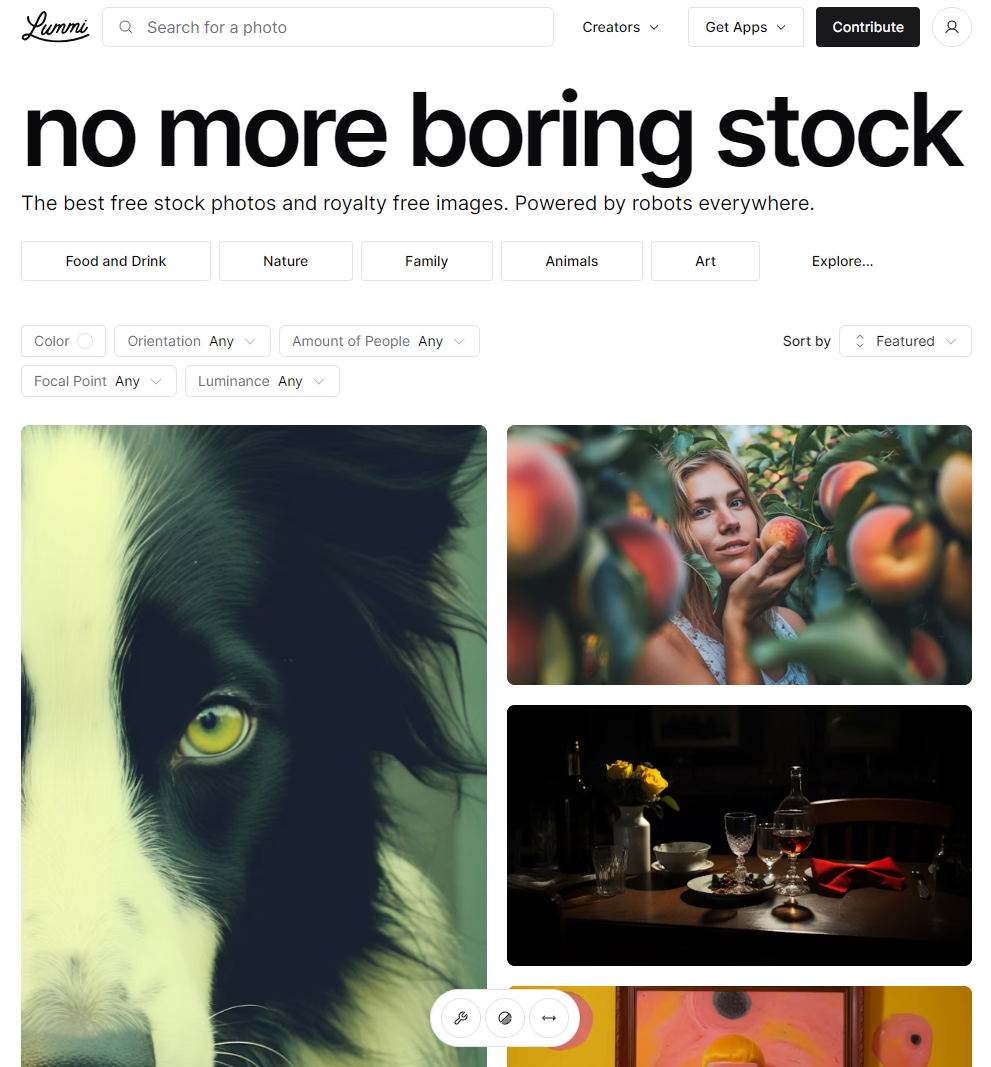 Lummi
Search for a photo
Creators
Get Apps
Contribute
no more boring stock
The best free stock photos and royalty free images. Powered by robots everywhere.
Food and Drink
Nature
Family
Animals
Art
Explore...
Color
Orientation Any
Amount of People Any
Sort by
Featured
Focal Point Any
Luminance Any